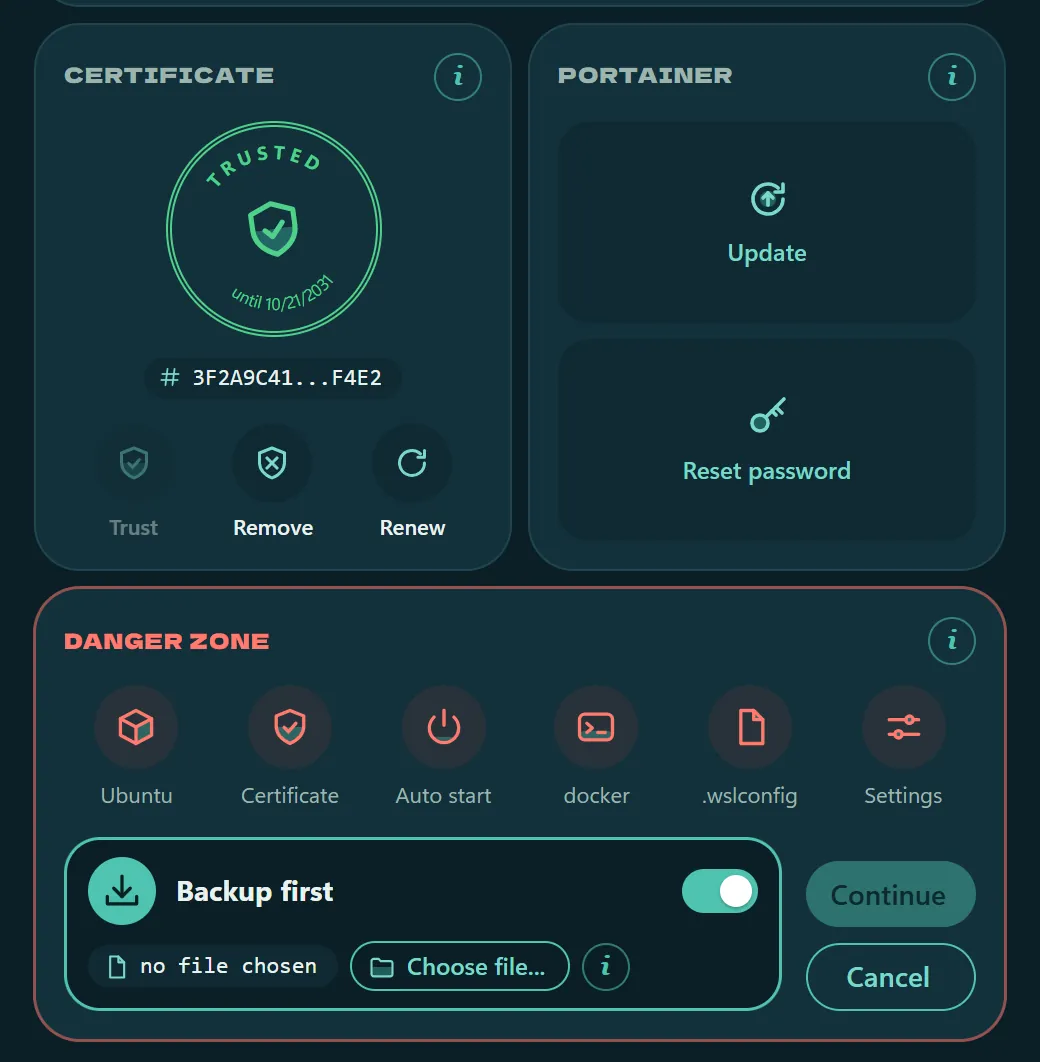 CERTIFICATE
TRUSTED
until 10/21/2031
# 3F2A9C41...F4E2
Trust
Remove
Renew
PORTAINER
Update
Reset password
DANGER ZONE
Ubuntu
Certificate
Auto start
docker
.wslconfig
Settings
Backup first
no file chosen
Choose file...
Continue
Cancel